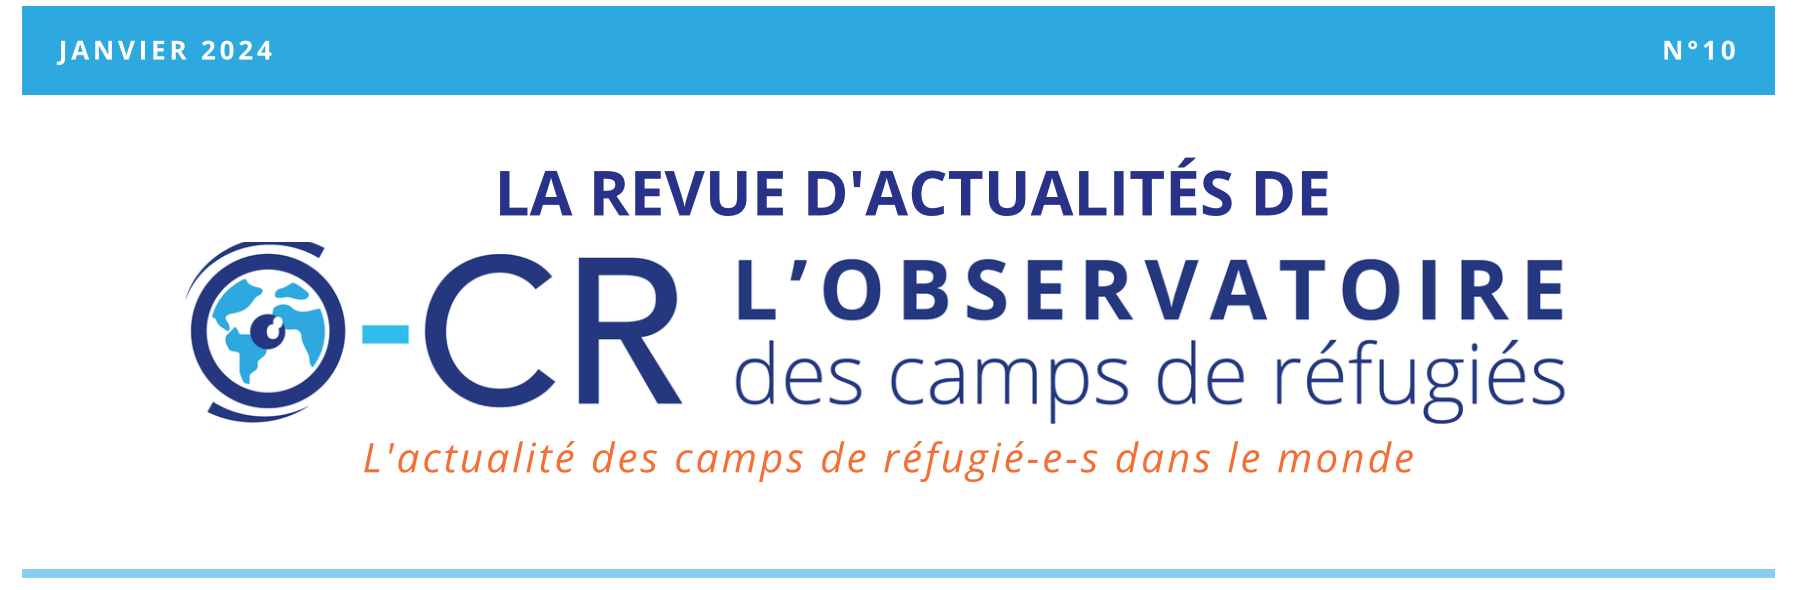 JANVIER 2024
N°10
LA REVUE D'ACTUALITÉS DE
O-CR L’OBSERVATOIRE
des camps de réfugiés
L'actualité des camps de réfugié-e-s dans le monde